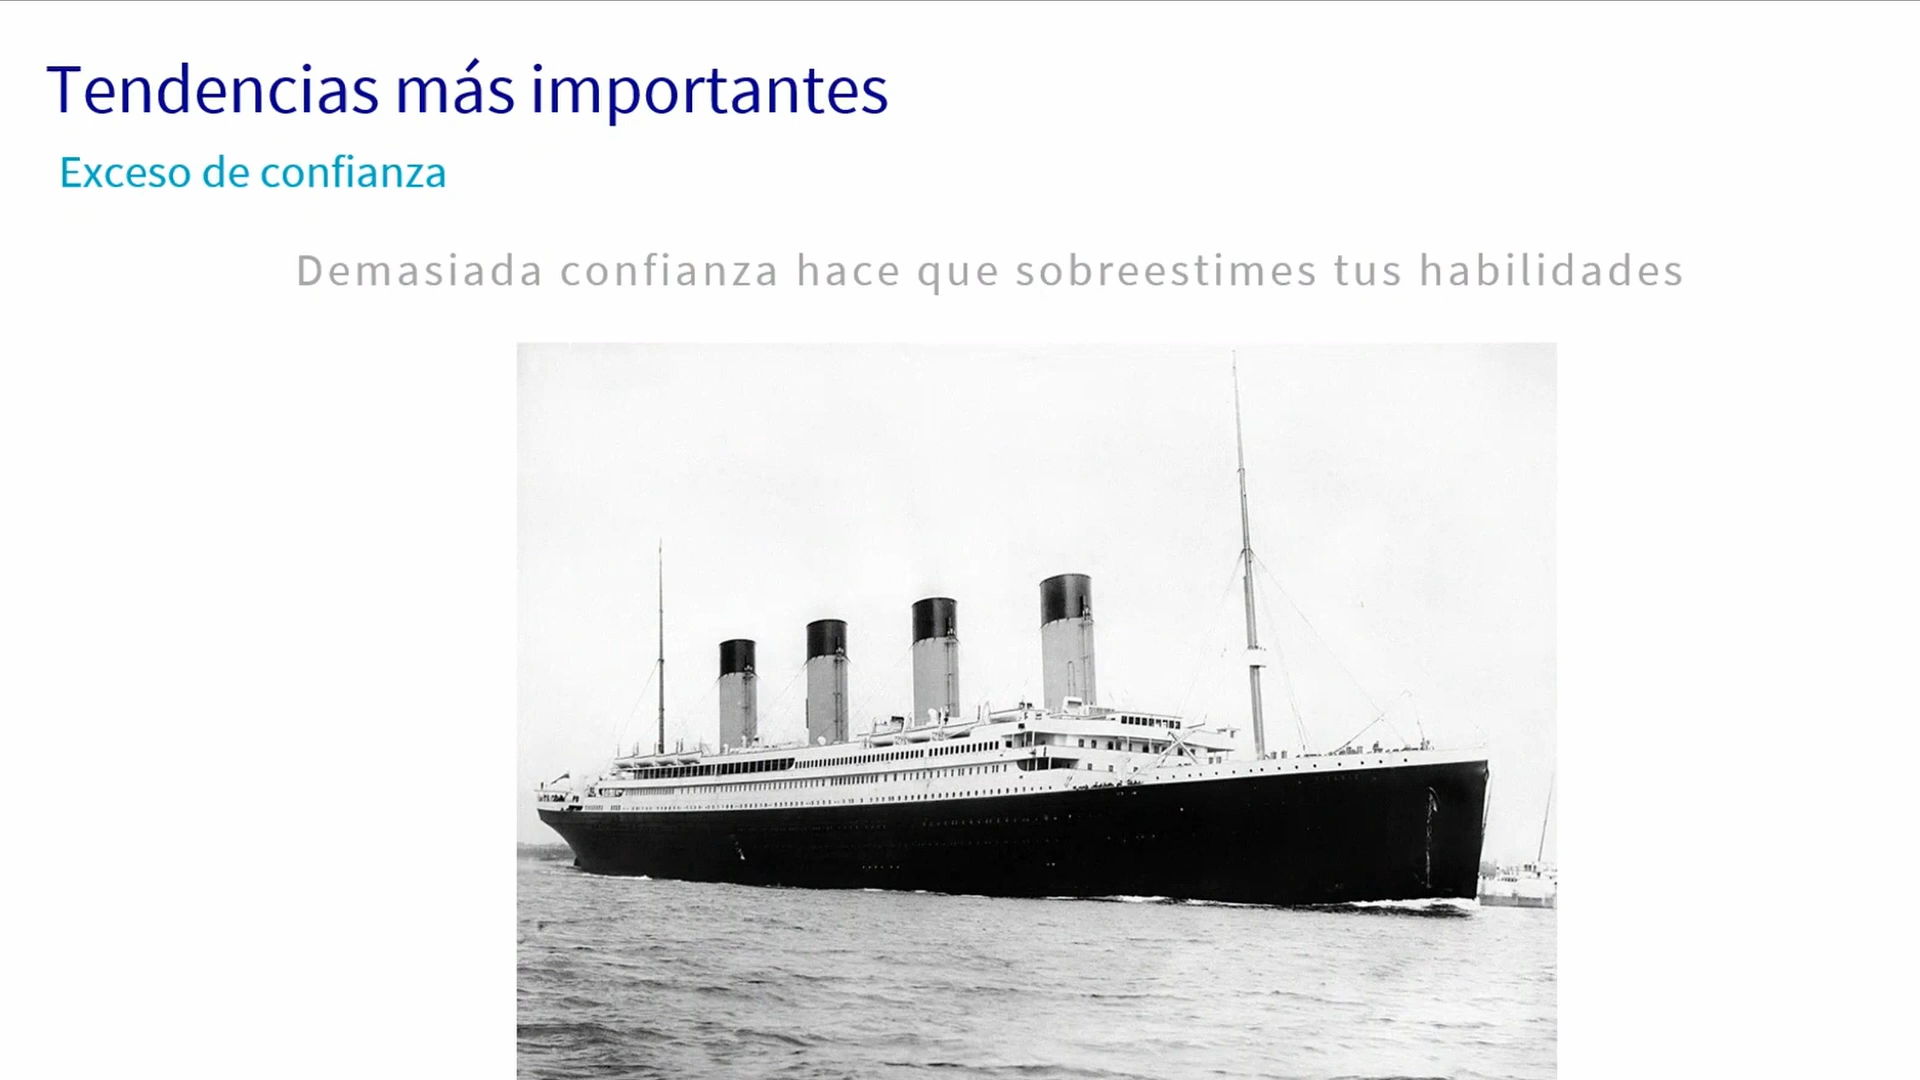 Tendencias más importantes
Exceso de confianza
Demasiada confianza hace que sobreestimes tus habilidades